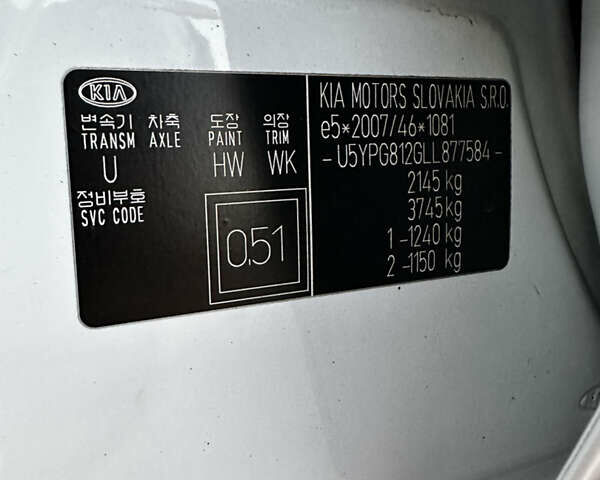 KIA
변속기 차축 도장 의장
TRANSM AXLE PAINT TRIM
U HW WK
정비부호
SVC CODE
0.51
KIA MOTORS SLOVAKIA S.R.O.
e5*2007/46*1081
- U5YPG812GLL877584 -
2145 kg
3745 kg
1 -1240 kg
2 -1150 kg